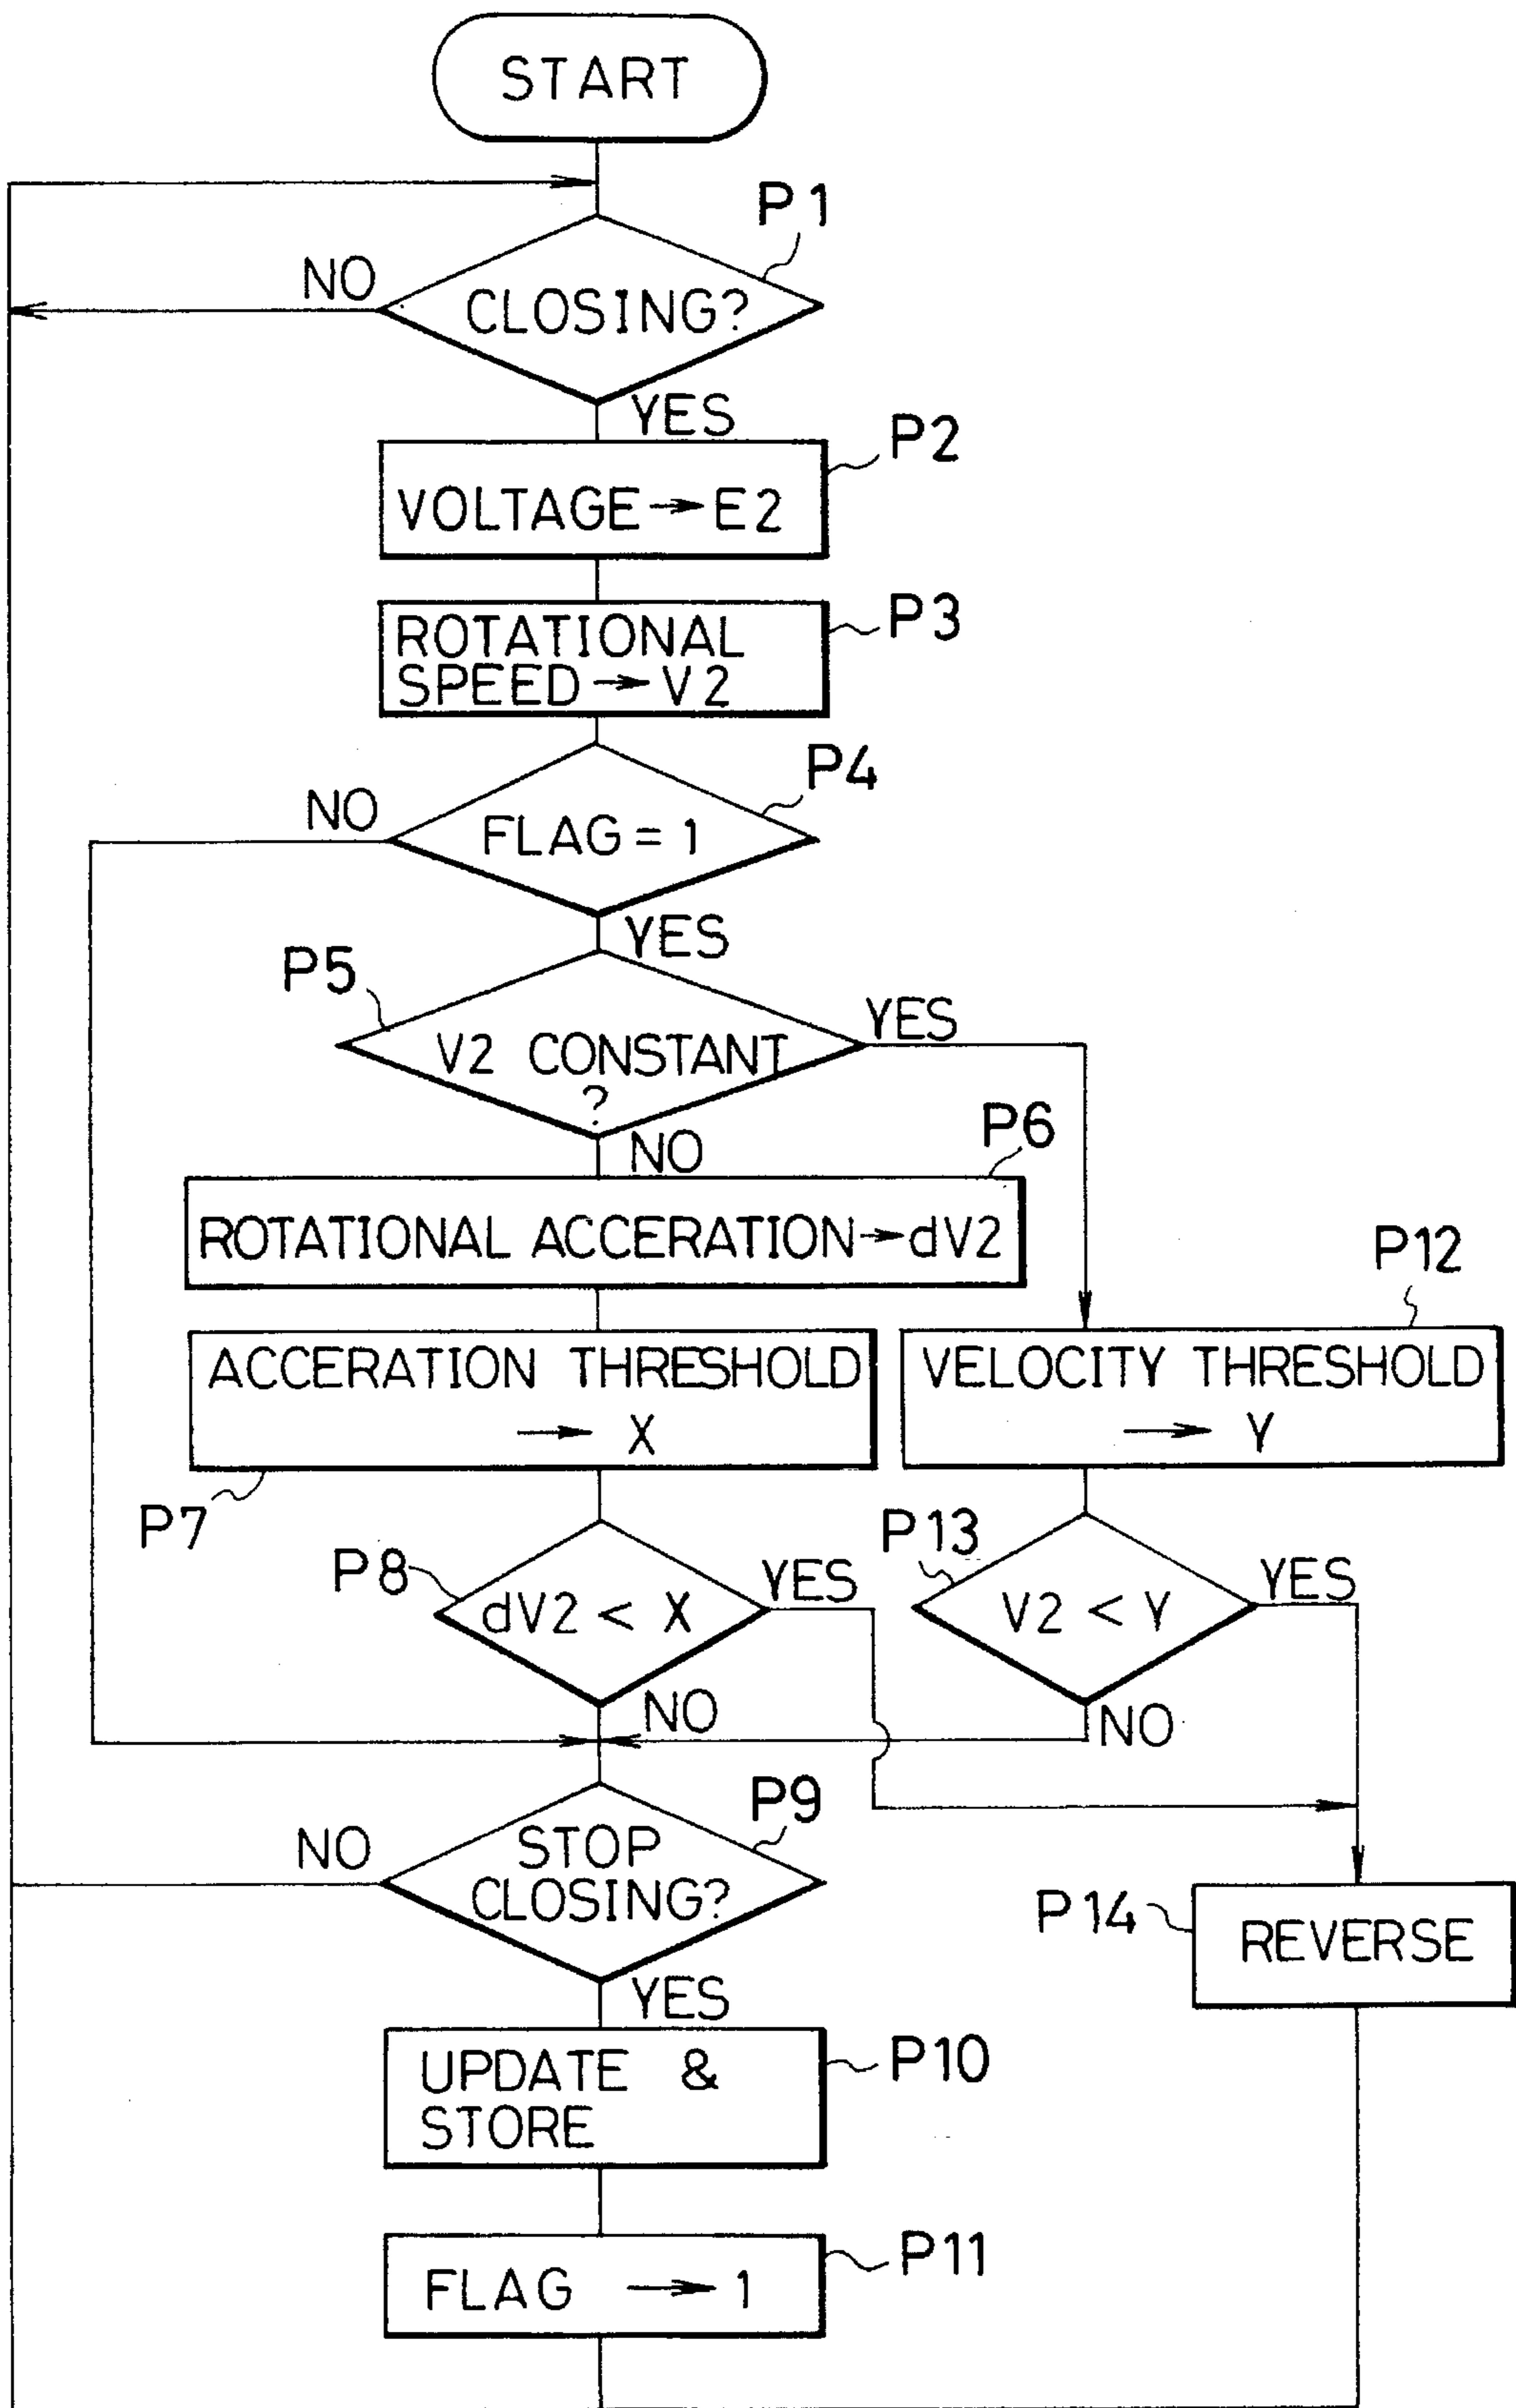 START
P1
NO
CLOSING?
YES
P2
VOLTAGE→E2
P3
ROTATIONAL
SPEED→V2
P4
NO
FLAG=1
YES
P5
YES
V2 CONSTANT
?
NO
P6
ROTATIONAL ACCERATION→dV2
P12
ACCERATION THRESHOLD
→ X
VELOCITY THRESHOLD
→ Y
P7
P13
P8
YES
YES
dV2 < X
V2 < Y
NO
NO
P9
NO
STOP
CLOSING?
P14
REVERSE
YES
P10
UPDATE &
STORE
P11
FLAG → 1